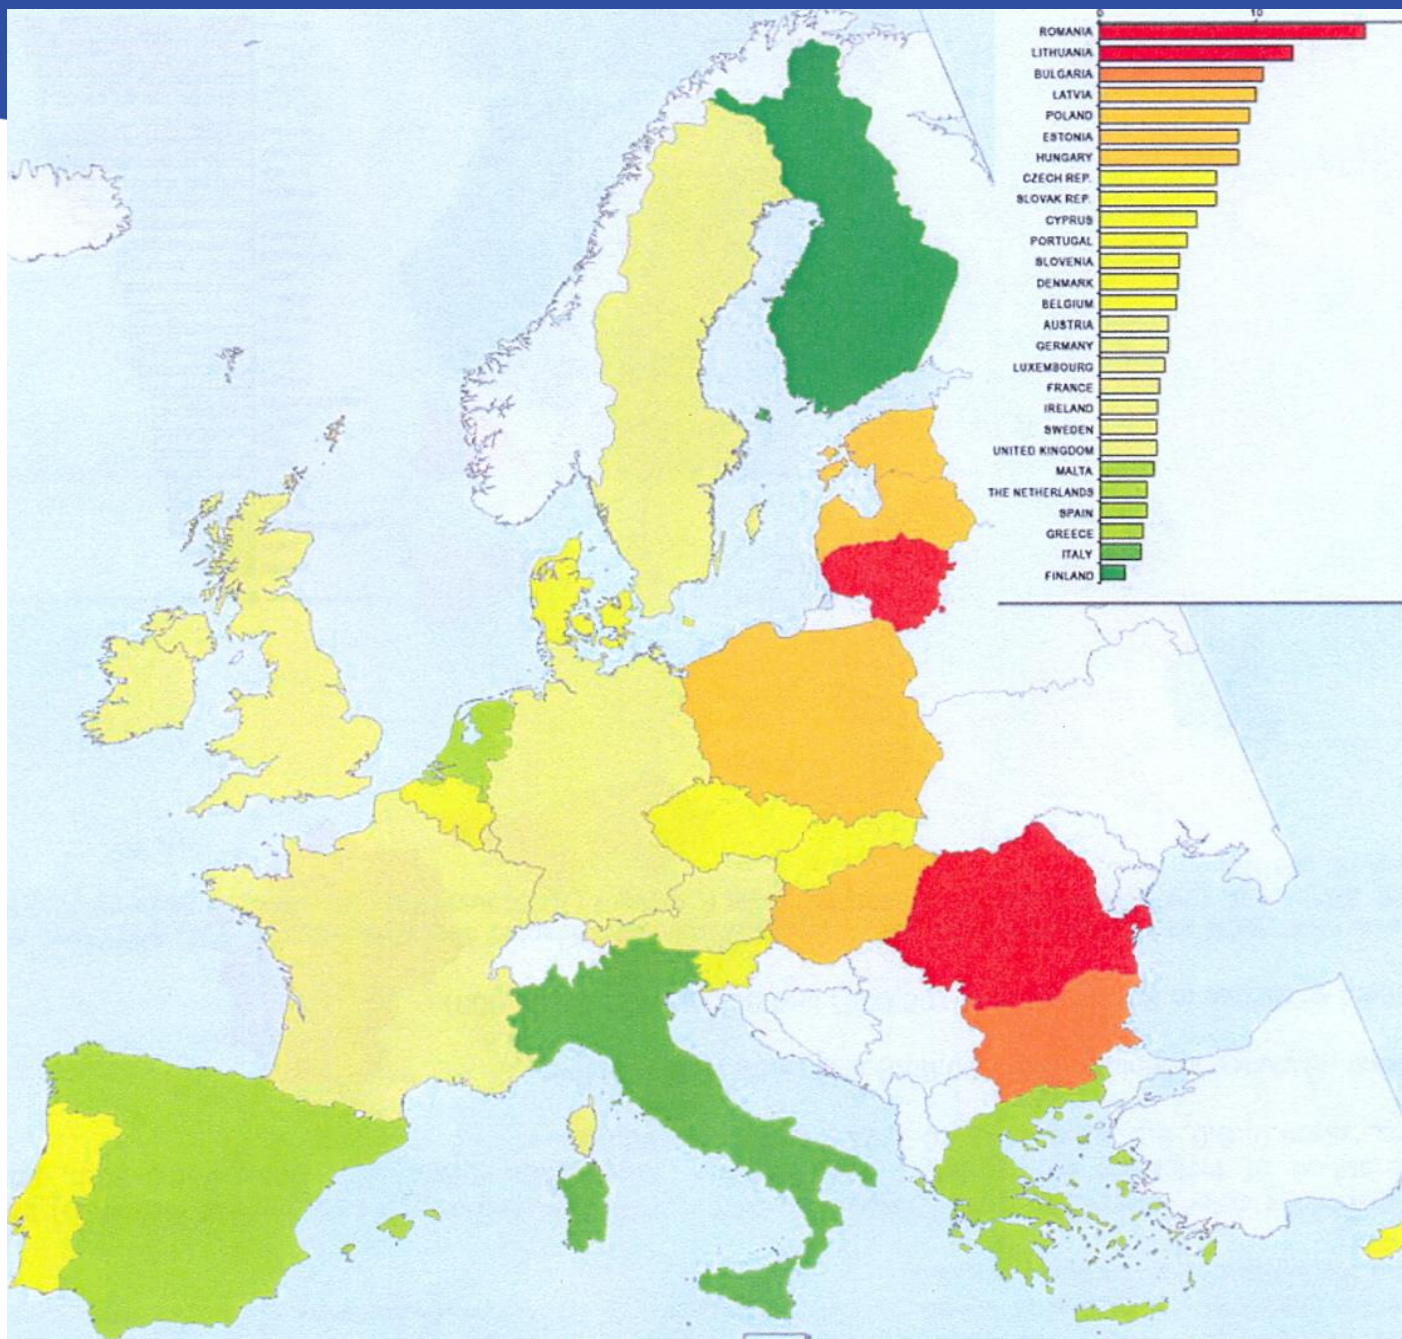 0 10
ROMANIA
LITHUANIA
BULGARIA
LATVIA
POLAND
ESTONIA
HUNGARY
CZECH REP.
SLOVAK REP.
CYPRUS
PORTUGAL
SLOVENIA
DENMARK
BELGIUM
AUSTRIA
GERMANY
LUXEMBOURG
FRANCE
IRELAND
SWEDEN
UNITED KINGDOM
MALTA
THE NETHERLANDS
SPAIN
GREECE
ITALY
FINLAND